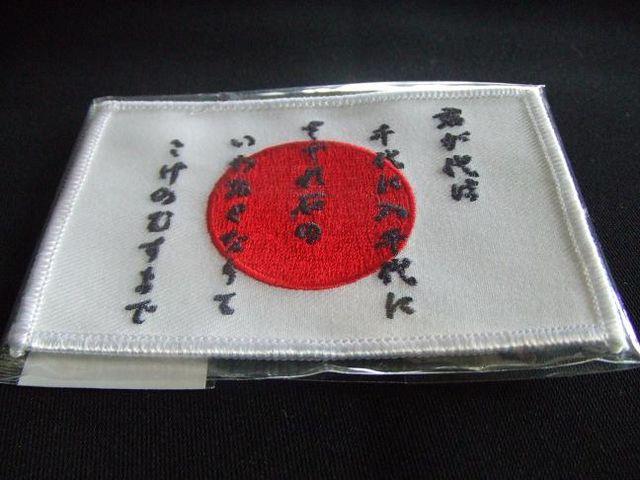 君が代は
千代に八千代に
さざれ石の
いわおとなりて
こけのむすまで